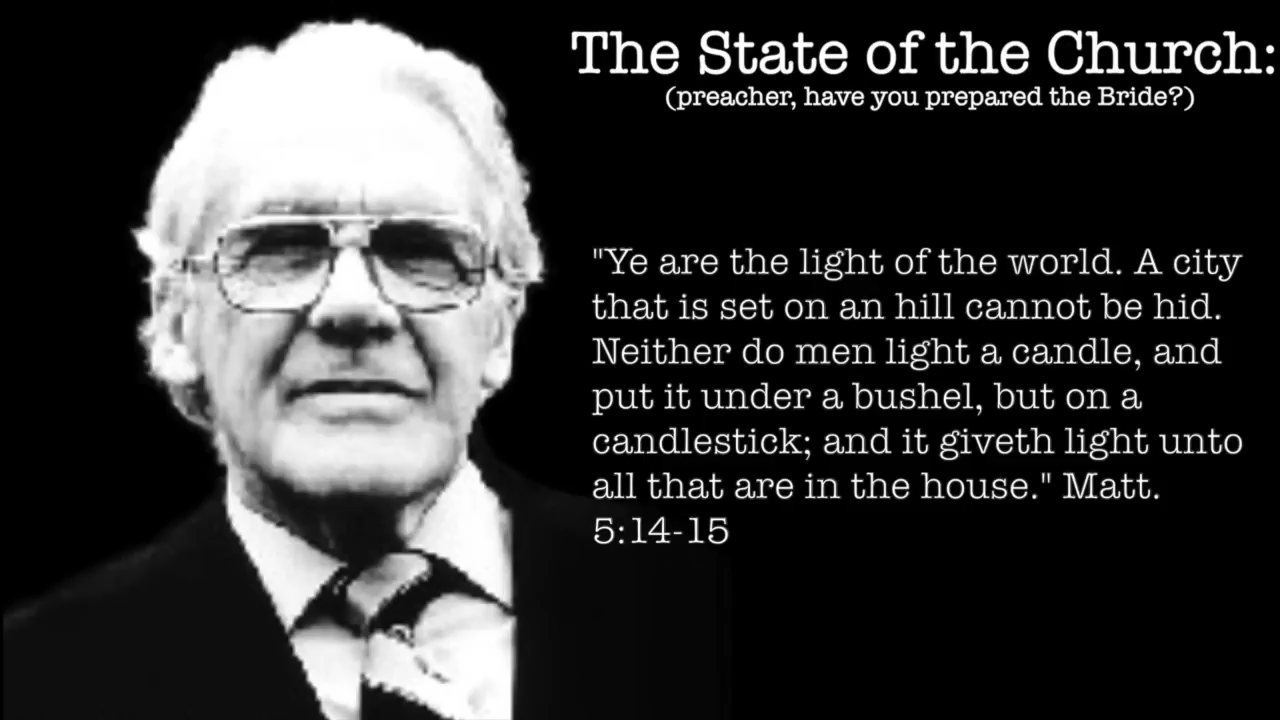 The State of the Church:
(preacher, have you prepared the Bride?)
"Ye are the light of the world. A city
that is set on an hill cannot be hid.
Neither do men light a candle, and
put it under a bushel, but on a
candlestick; and it giveth light unto
all that are in the house." Matt.
5:14-15